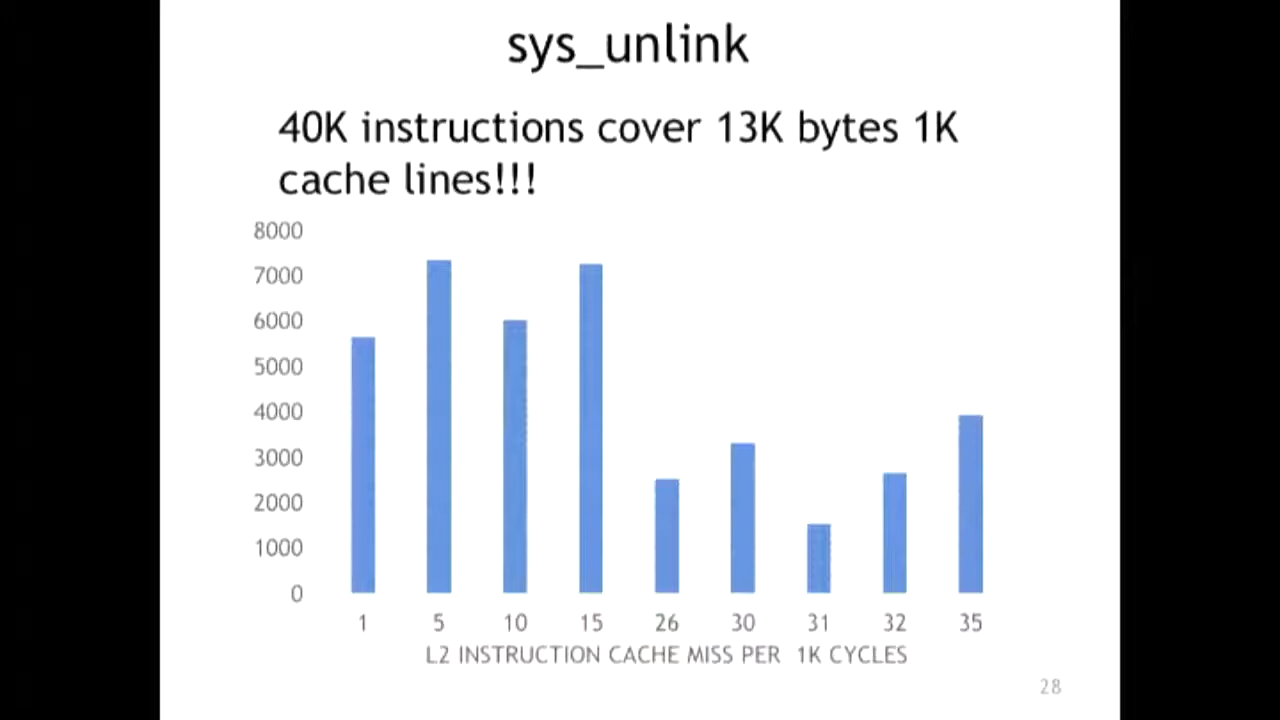 sys_unlink
40K instructions cover 13K bytes 1K
cache lines!!!
8000
7000
6000
5000
4000
3000
2000
1000
0
1 5 10 15 26 30 31 32 35
L2 INSTRUCTION CACHE MISS PER 1K CYCLES
28